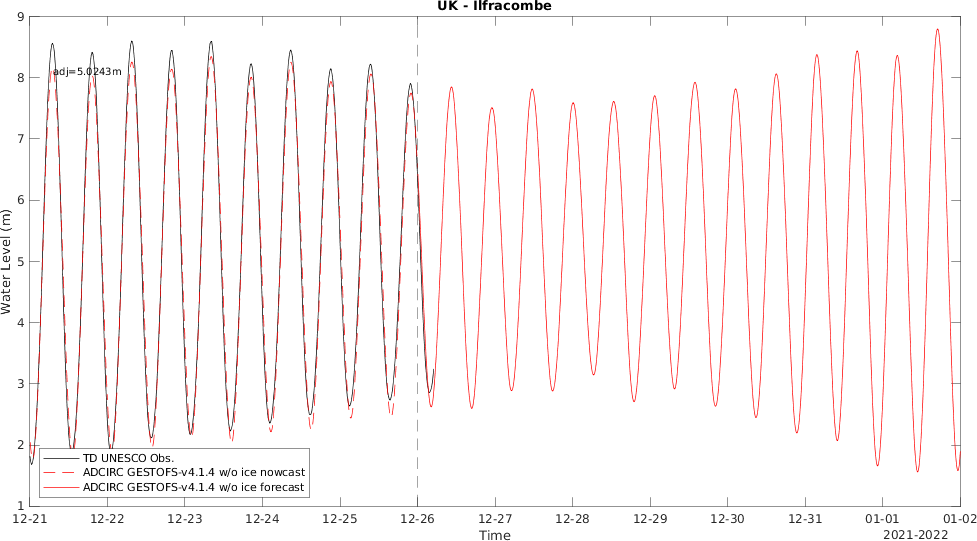 UK - Ilfracombe
9
8
7
6
5
4
3
2
1
Water Level (m)
adj=5.0243m
TD UNESCO Obs.
ADCIRC GESTOFS-v4.1.4 w/o ice nowcast
ADCIRC GESTOFS-v4.1.4 w/o ice forecast
12-21 12-22 12-23 12-24 12-25 12-26 12-27 12-28 12-29 12-30 12-31 01-01 01-02
Time
2021-2022